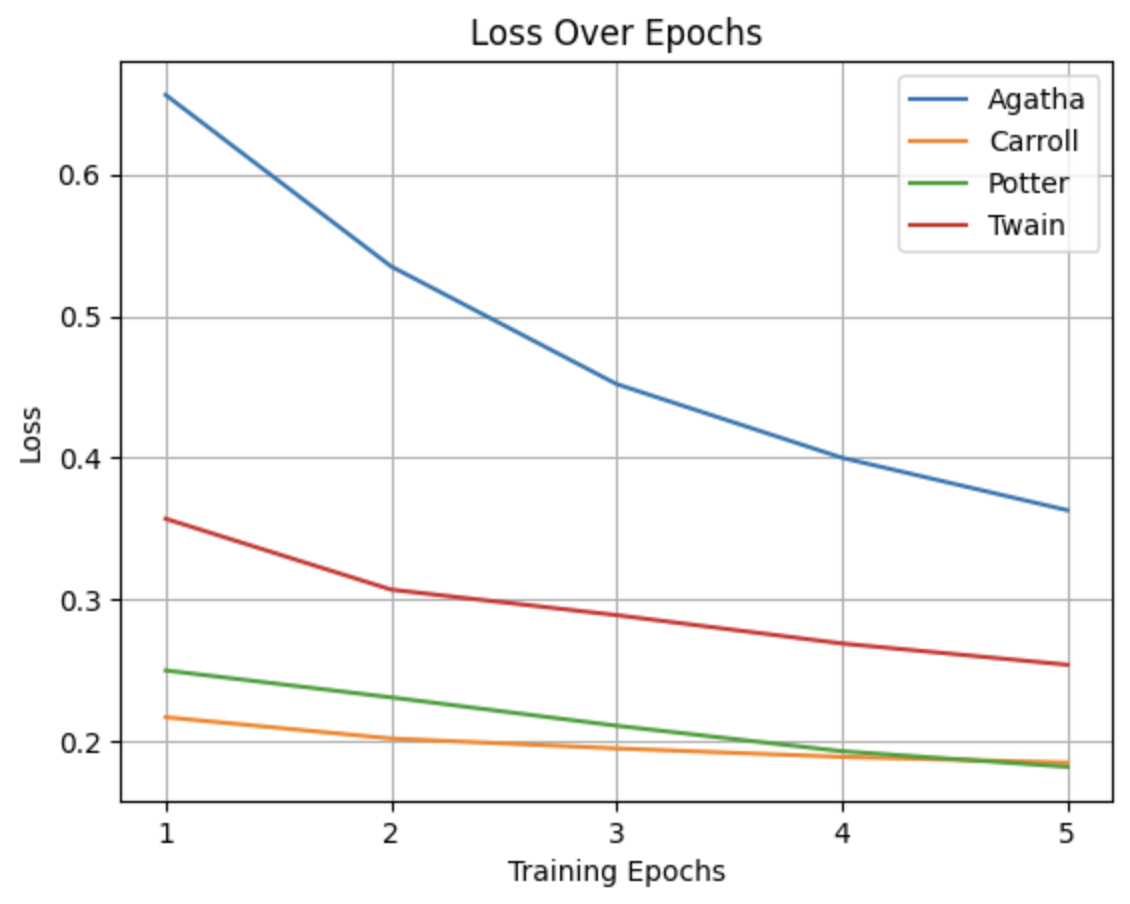 Loss Over Epochs
Agatha
Carroll
Potter
Twain
Loss
0.6
0.5
0.4
0.3
0.2
1 2 3 4 5
Training Epochs